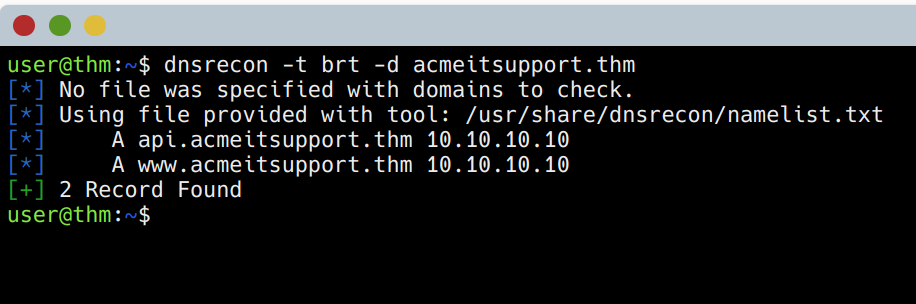 user@thm:~$ dnsrecon -t brt -d acmeitsupport.thm
[*] No file was specified with domains to check.
[*] Using file provided with tool: /usr/share/dnsrecon/namelist.txt
[*]     A api.acmeitsupport.thm 10.10.10.10
[*]     A www.acmeitsupport.thm 10.10.10.10
[+] 2 Record Found
user@thm:~$